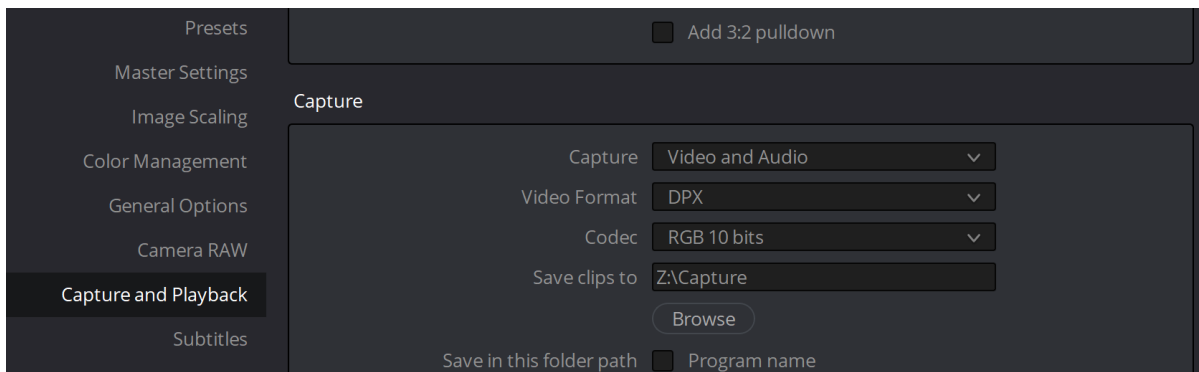 Presets
Master Settings
Image Scaling
Color Management
General Options
Camera RAW
Capture and Playback
Subtitles
Add 3:2 pulldown
Capture
Capture Video and Audio
Video Format DPX
Codec RGB 10 bits
Save clips to Z:\Capture
Browse
Save in this folder path Program name